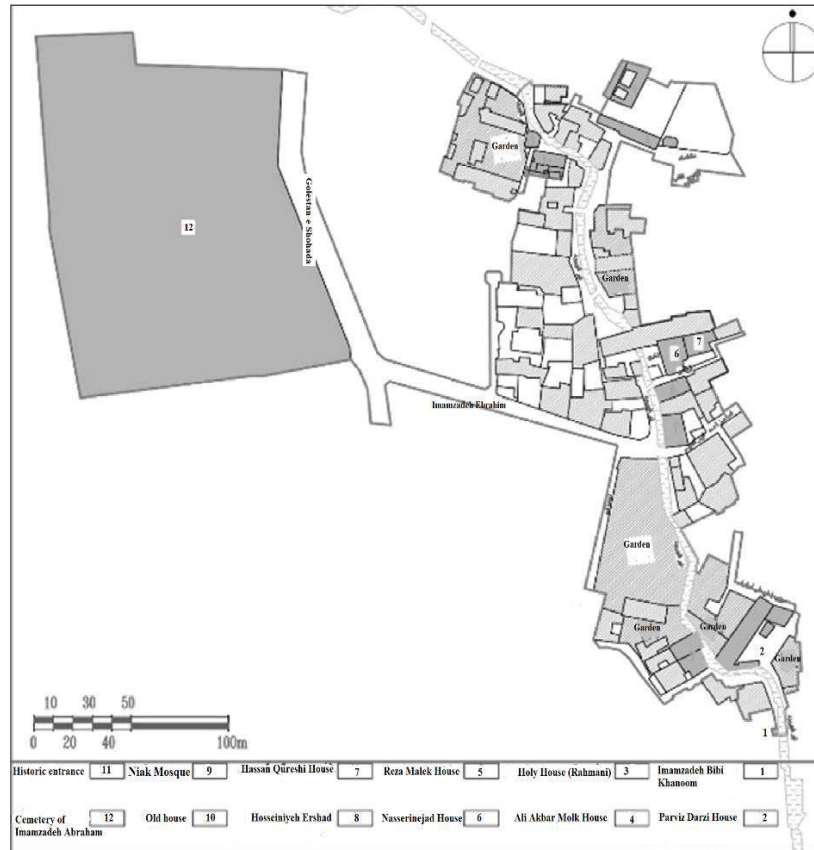 Garden
12
Golestan e Shohada
Garden
7
6
Imamzadeh Ebrahim
Garden
Garden
Garden
2
Garden
1
10 30 50
0 20 40 100m
Historic entrance 11 Niak Mosque 9 Hassan Qureshi House 7 Reza Malek House 5 Holy House (Rahmani) 3 Imamzadeh Bibi Khanoom 1
Cemetery of Imamzadeh Abraham 12 Old house 10 Hosseiniyeh Ershad 8 Nasserinejad House 6 Ali Akbar Molk House 4 Parviz Darzi House 2